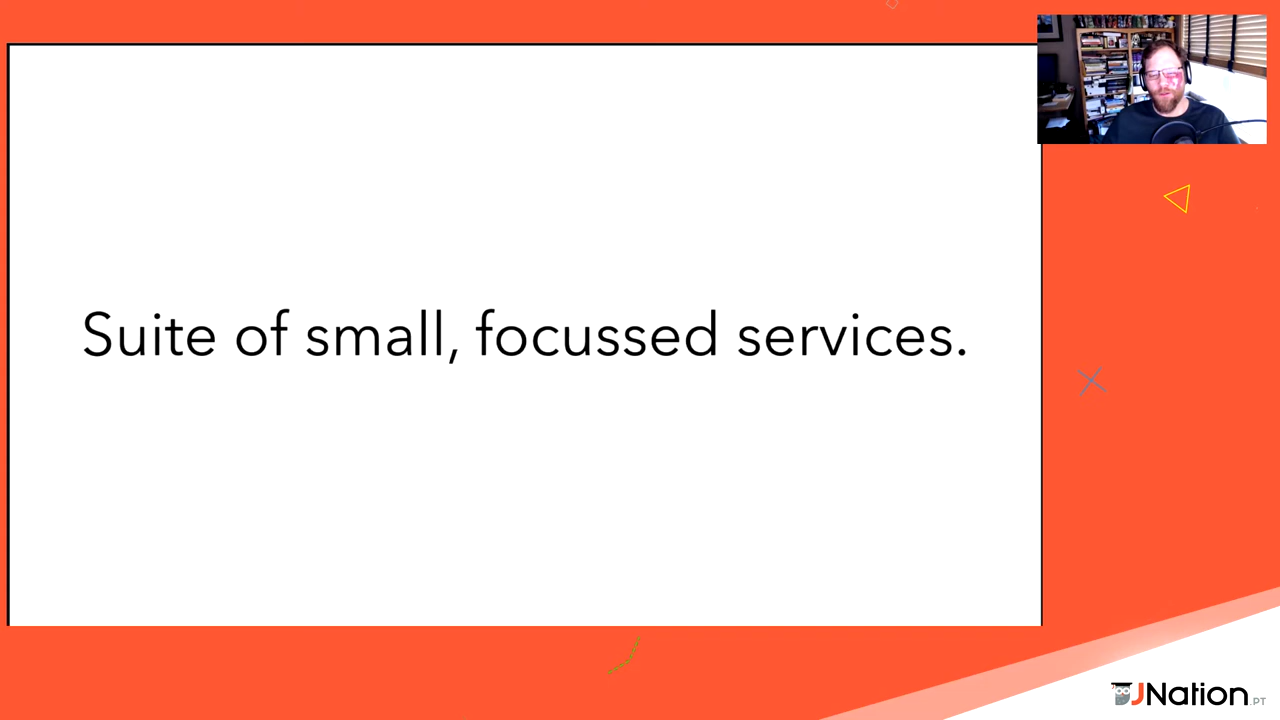 Suite of small, focussed services.
JNation.PT